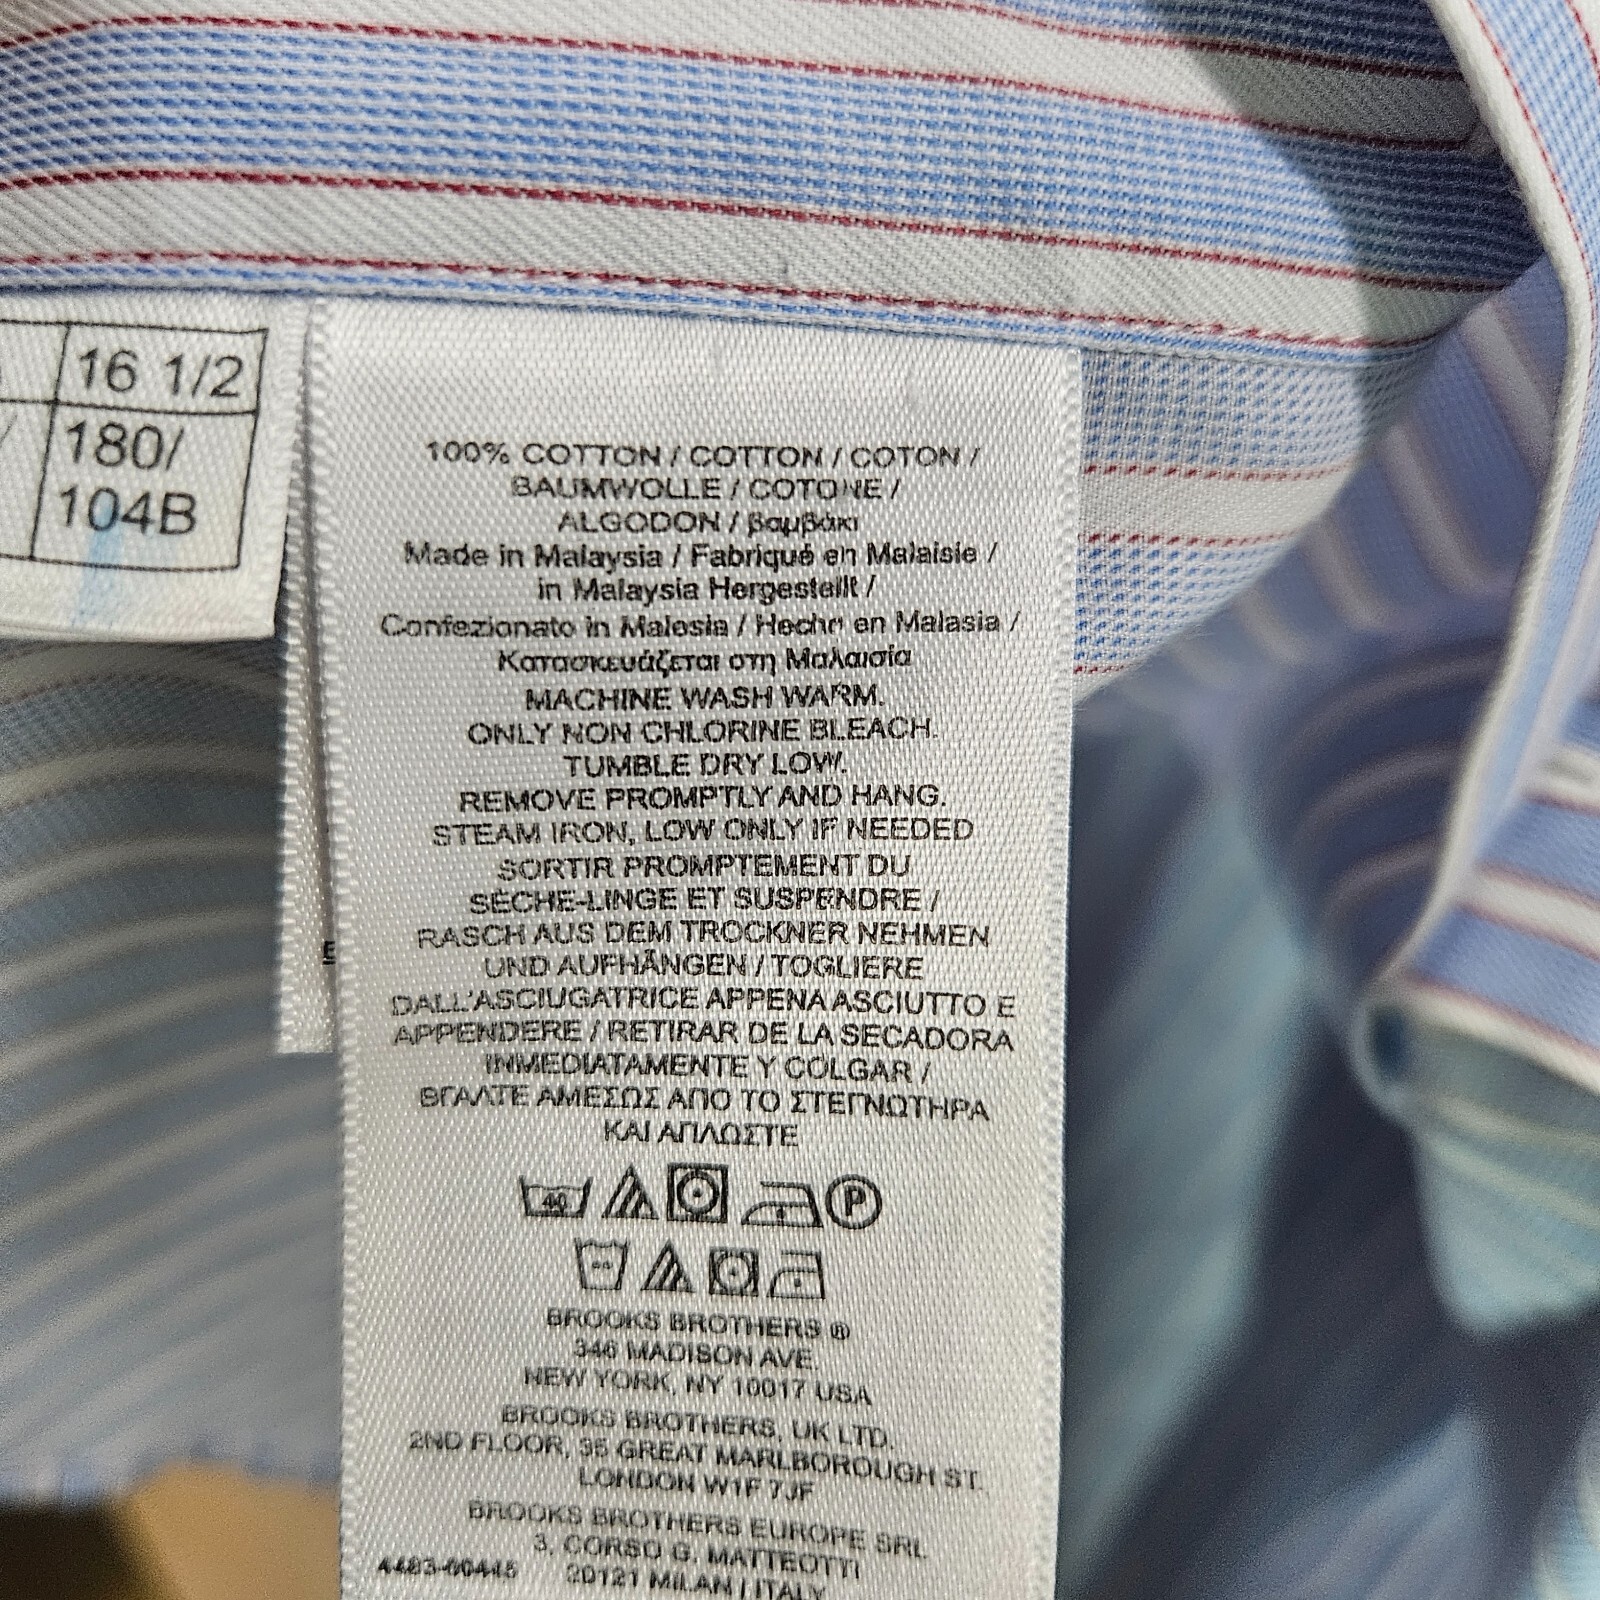 16 1/2
180/
104B
100% COTTON / COTTON / COTON /
BAUMWOLLE / COTONE /
ALGODON / βαμβάκι
Made in Malaysia / Fabriqué en Malaisie /
in Malaysia Hergestellt /
Confezionato in Malesia / Hecho en Malasia /
Κατασκευάζεται στη Μαλαισία
MACHINE WASH WARM.
ONLY NON CHLORINE BLEACH.
TUMBLE DRY LOW.
REMOVE PROMPTLY AND HANG.
STEAM IRON, LOW ONLY IF NEEDED
SORTIR PROMPTEMENT DU
SÈCHE-LINGE ET SUSPENDRE /
RASCH AUS DEM TROCKNER NEHMEN
UND AUFHÄNGEN / TOGLIERE
DALL'ASCIUGATRICE APPENA ASCIUTTO E
APPENDERE / RETIRAR DE LA SECADORA
INMEDIATAMENTE Y COLGAR /
ΒΓΑΛΤΕ ΑΜΕΣΩΣ ΑΠΟ ΤΟ ΣΤΕΓΝΩΤΗΡΑ
ΚΑΙ ΑΠΛΩΣΤΕ
40 P
BROOKS BROTHERS ®
346 MADISON AVE.
NEW YORK, NY 10017 USA
BROOKS BROTHERS, UK LTD.
2ND FLOOR, 35 GREAT MARLBOROUGH ST.
LONDON W1F 7JF
BROOKS BROTHERS EUROPE SRL
3, CORSO G. MATTEOTTI
4483-00445 20121 MILAN | ITALY